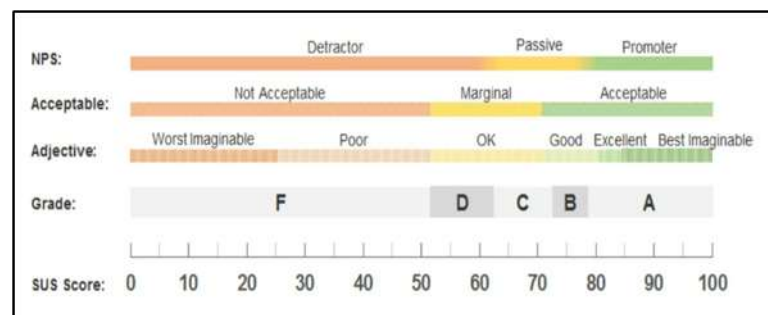 Detractor Passive Promoter
NPS:
Not Acceptable Marginal Acceptable
Acceptable:
Worst Imaginable Poor OK Good Excellent Best Imaginable
Adjective:
Grade: F D C B A
SUS Score: 0 10 20 30 40 50 60 70 80 90 100